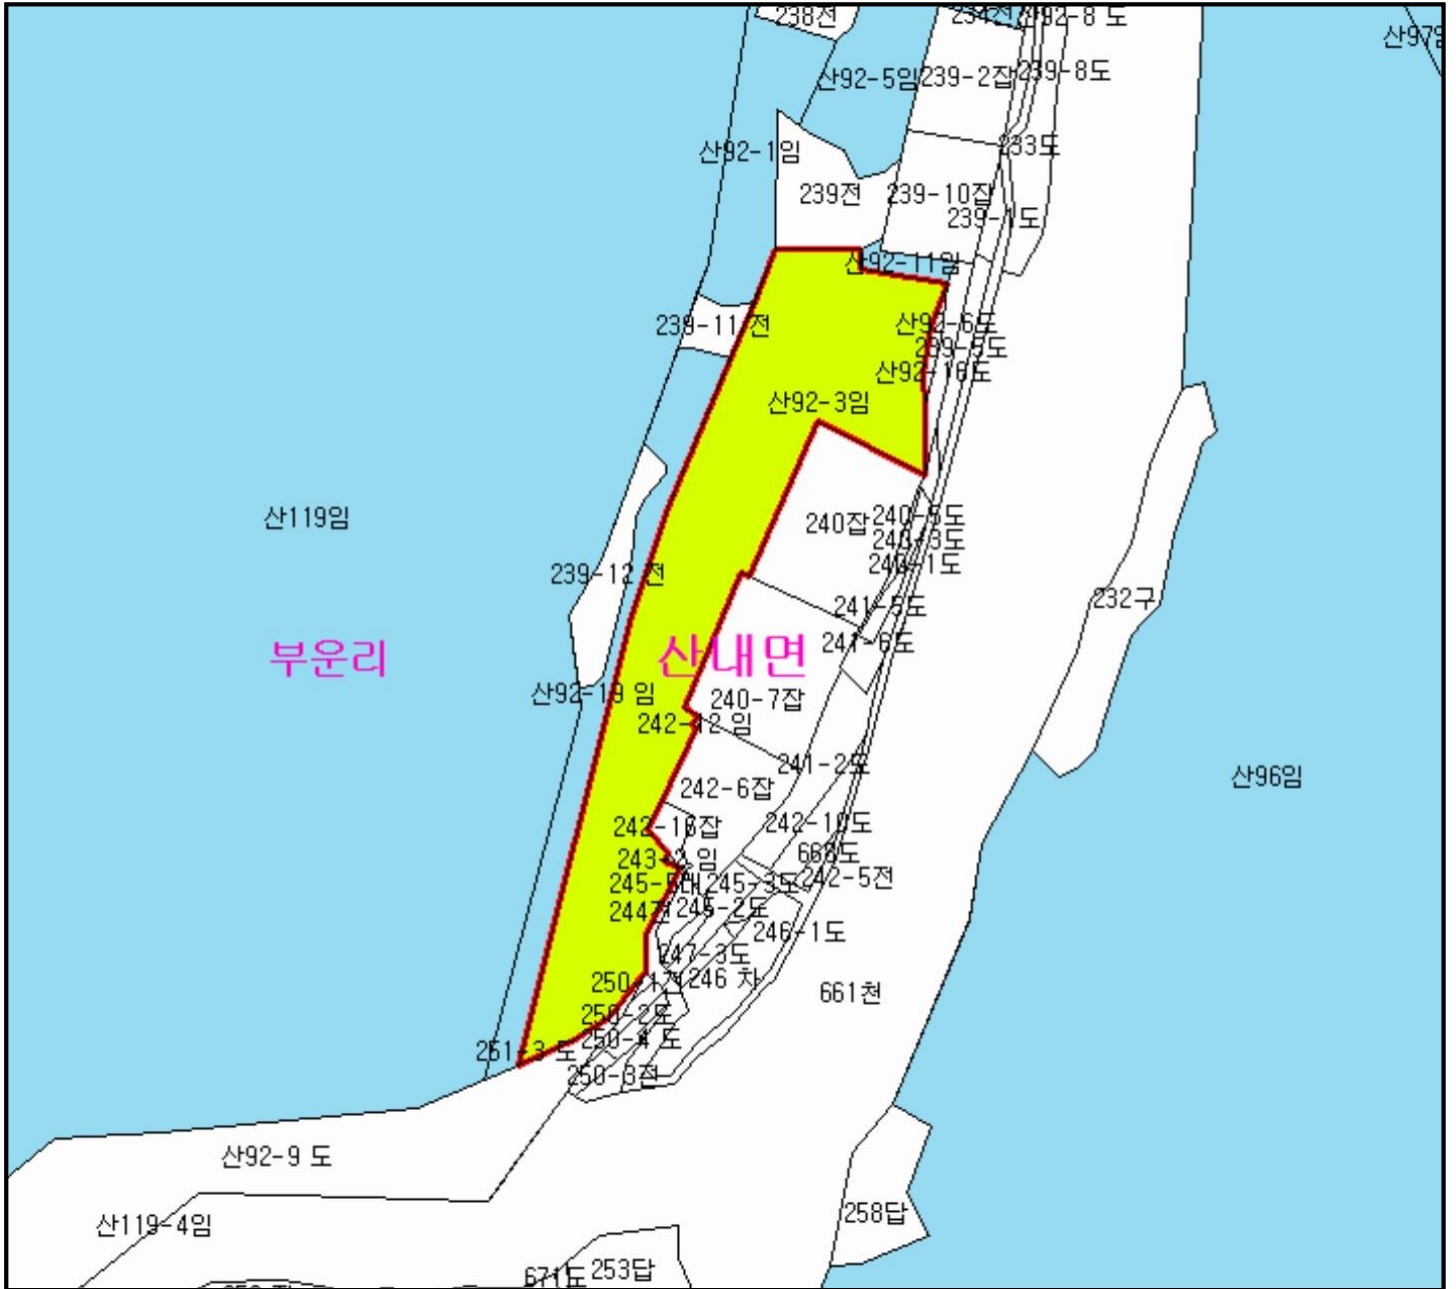 238전
산92-8 도
산97임
239-2잡
239-8도
산92-5임
233도
산92-1임
239전
239-10잡
239-1도
산92-11임
산92-6도
239-11 전
239-5도
산92-16도
산92-3임
산119임
240잡
240-5도
240-3도
240-1도
239-12 전
232구
241-5도
241-6도
부운리
산내면
산92-19 임
240-7잡
242-12 임
241-2도
산96임
242-6잡
242-16잡
242-10도
668도
243-2 임
242-5전
245-5대
245-3도
244전
245-2도
246-1도
247-3도
250-1전
246 차
661천
250-2도
250-4 도
251-3 도
250-3전
산92-9 도
산119-4임
258답
671도
253답